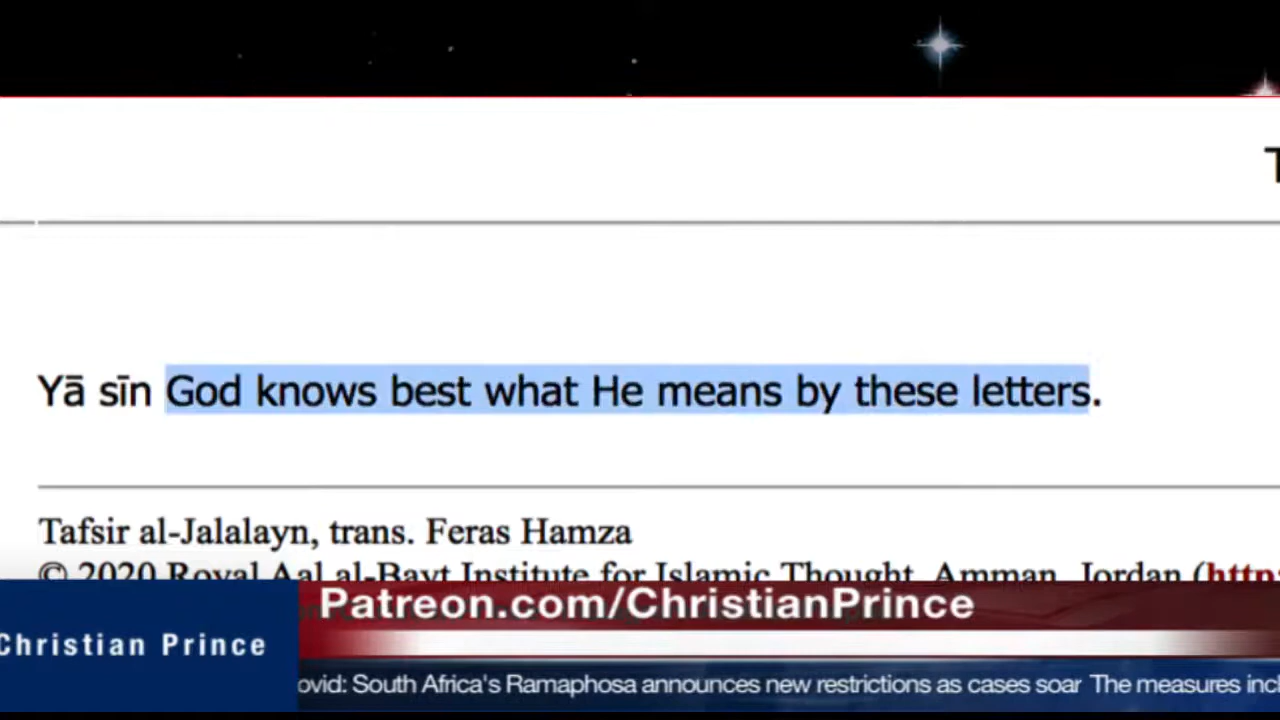 Yā sīn God knows best what He means by these letters.
Tafsir al-Jalalayn, trans. Feras Hamza
© 2020 Royal Aal al-Bayt Institute for Islamic Thought, Amman, Jordan (http
Patreon.com/ChristianPrince
Christian Prince
ovid: South Africa's Ramaphosa announces new restrictions as cases soar The measures incl